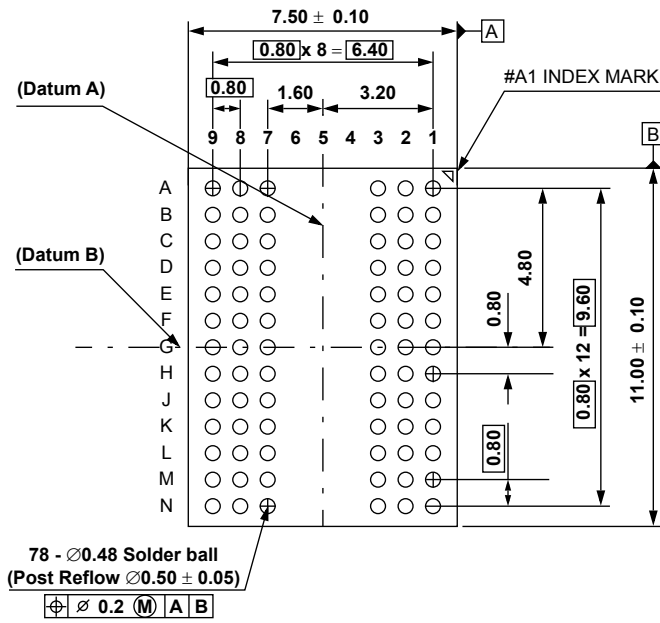 7.50 ± 0.10
A
0.80 x 8 = 6.40
#A1 INDEX MARK
(Datum A)
0.80
1.60
3.20
B
9 8 7 6 5 4 3 2 1
A
B
C
D
(Datum B)
E
F
G
H
J
K
L
M
N
4.80
0.80
0.80
0.80 x 12 = 9.60
11.00 ± 0.10
78 - ∅0.48 Solder ball
(Post Reflow ∅0.50 ± 0.05)
⌖ ∅ 0.2 Ⓜ A B